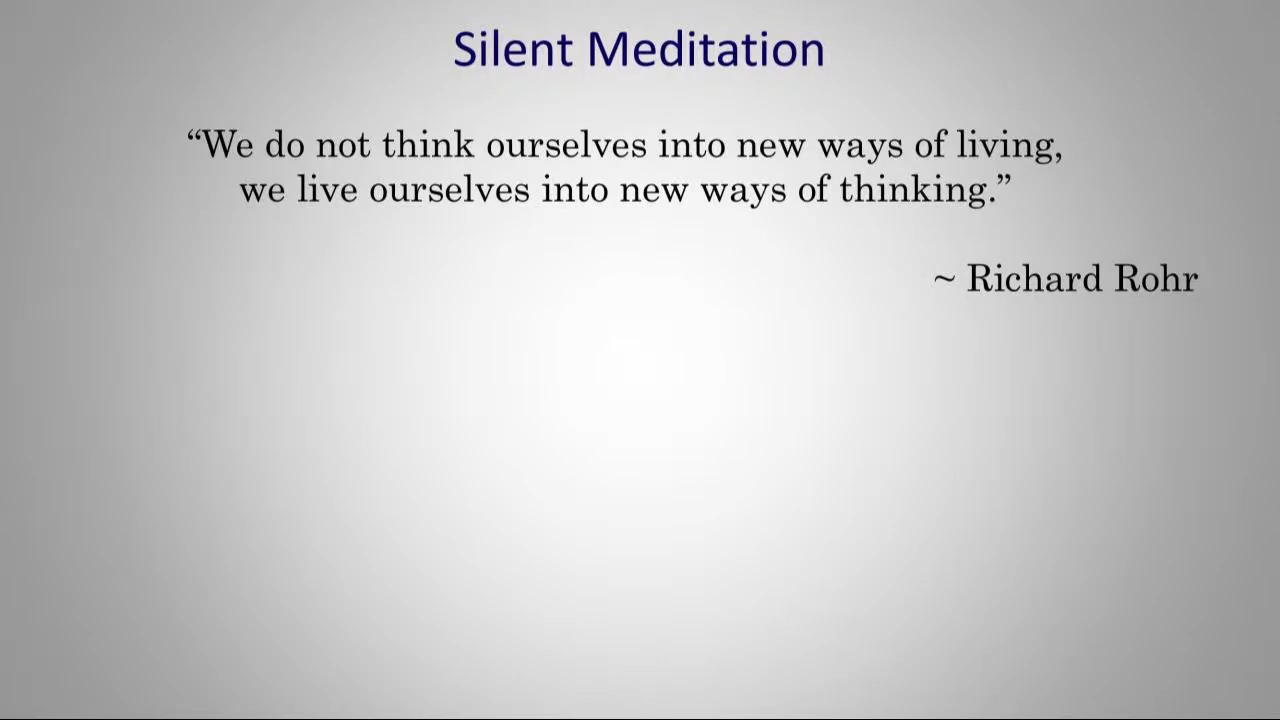 Silent Meditation
“We do not think ourselves into new ways of living,
we live ourselves into new ways of thinking.”
~ Richard Rohr